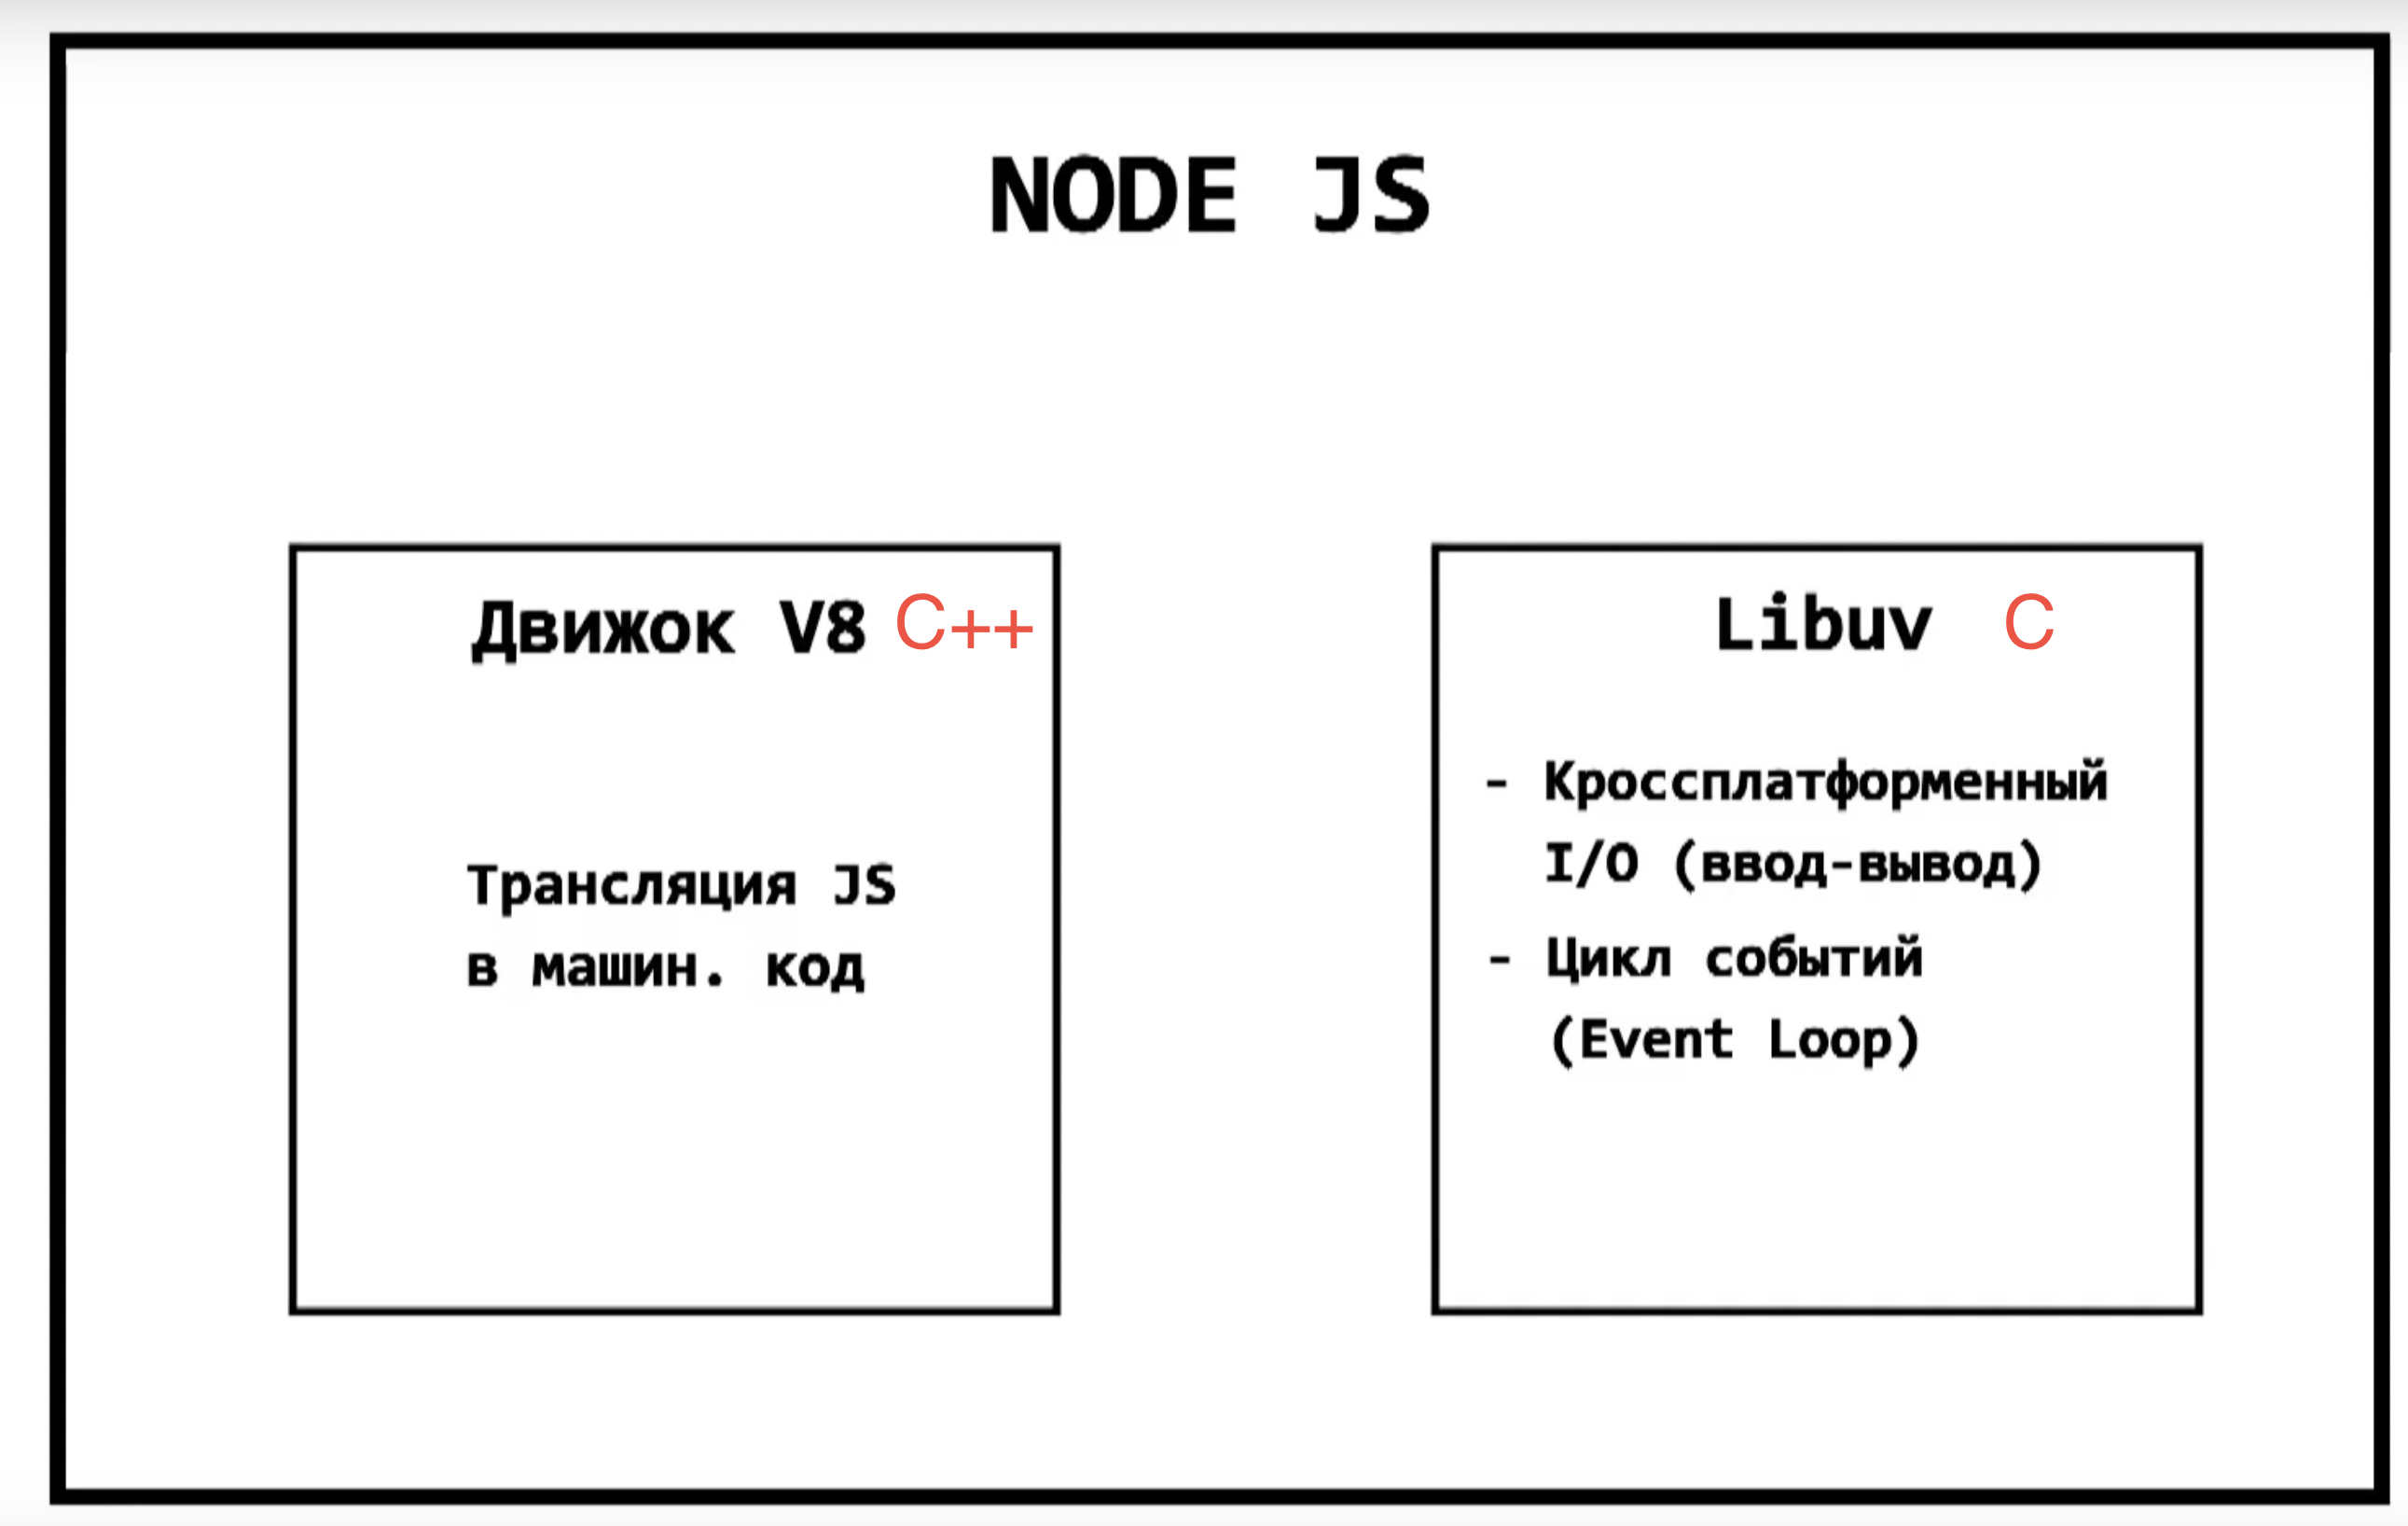 NODE JS
Движок V8 C++
Трансляция JS
в машин. код
Libuv C
- Кроссплатформенный
I/O (ввод-вывод)
- Цикл событий
(Event Loop)